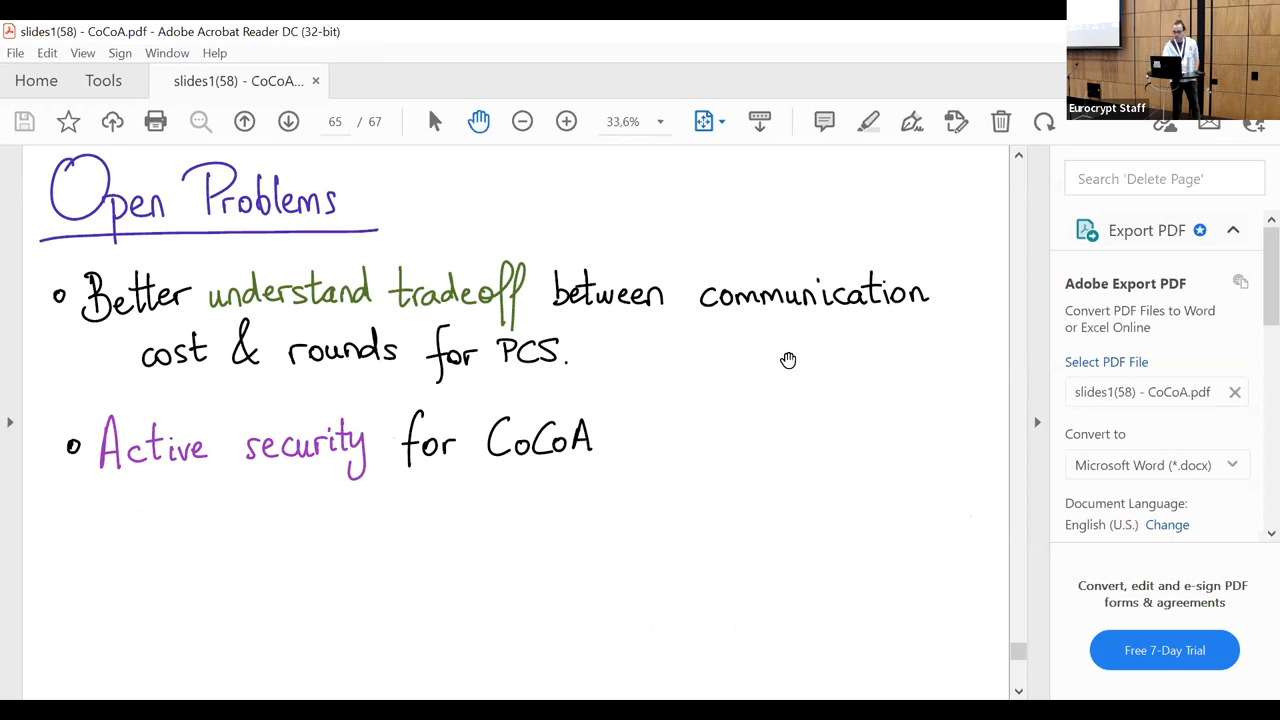 slides1(58) - CoCoA.pdf - Adobe Acrobat Reader DC (32-bit)
File Edit View Sign Window Help
Home Tools slides1(58) - CoCoA... ×
65 / 67 33,6%
Eurocrypt Staff
Open Problems
Better understand tradeoff between communication
cost & rounds for PCS.
Active security for CoCoA
Search 'Delete Page'
Export PDF
Adobe Export PDF
Convert PDF Files to Word
or Excel Online
Select PDF File
slides1(58) - CoCoA.pdf
Convert to
Microsoft Word (*.docx)
Document Language:
English (U.S.) Change
Convert, edit and e-sign PDF
forms & agreements
Free 7-Day Trial